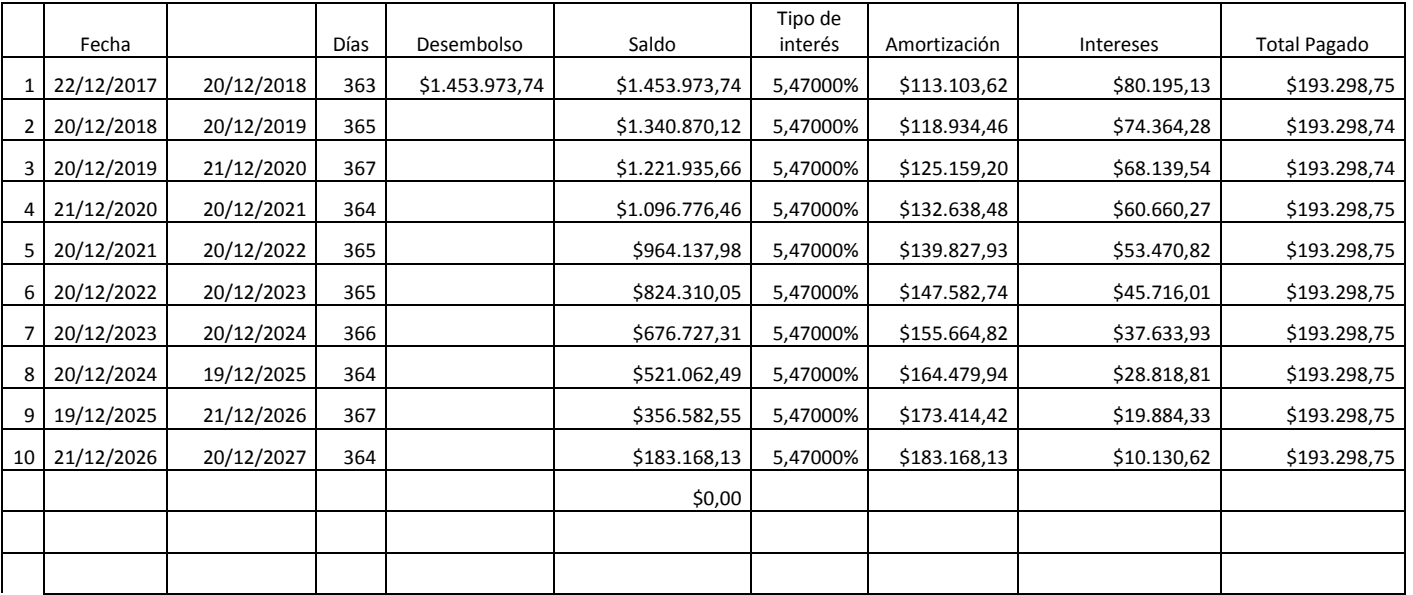 Fecha Días Desembolso Saldo Tipo de interés Amortización Intereses Total Pagado
1 22/12/2017 20/12/2018 363 $1.453.973,74 $1.453.973,74 5,47000% $113.103,62 $80.195,13 $193.298,75
2 20/12/2018 20/12/2019 365 $1.340.870,12 5,47000% $118.934,46 $74.364,28 $193.298,74
3 20/12/2019 21/12/2020 367 $1.221.935,66 5,47000% $125.159,20 $68.139,54 $193.298,74
4 21/12/2020 20/12/2021 364 $1.096.776,46 5,47000% $132.638,48 $60.660,27 $193.298,75
5 20/12/2021 20/12/2022 365 $964.137,98 5,47000% $139.827,93 $53.470,82 $193.298,75
6 20/12/2022 20/12/2023 365 $824.310,05 5,47000% $147.582,74 $45.716,01 $193.298,75
7 20/12/2023 20/12/2024 366 $676.727,31 5,47000% $155.664,82 $37.633,93 $193.298,75
8 20/12/2024 19/12/2025 364 $521.062,49 5,47000% $164.479,94 $28.818,81 $193.298,75
9 19/12/2025 21/12/2026 367 $356.582,55 5,47000% $173.414,42 $19.884,33 $193.298,75
10 21/12/2026 20/12/2027 364 $183.168,13 5,47000% $183.168,13 $10.130,62 $193.298,75
$0,00